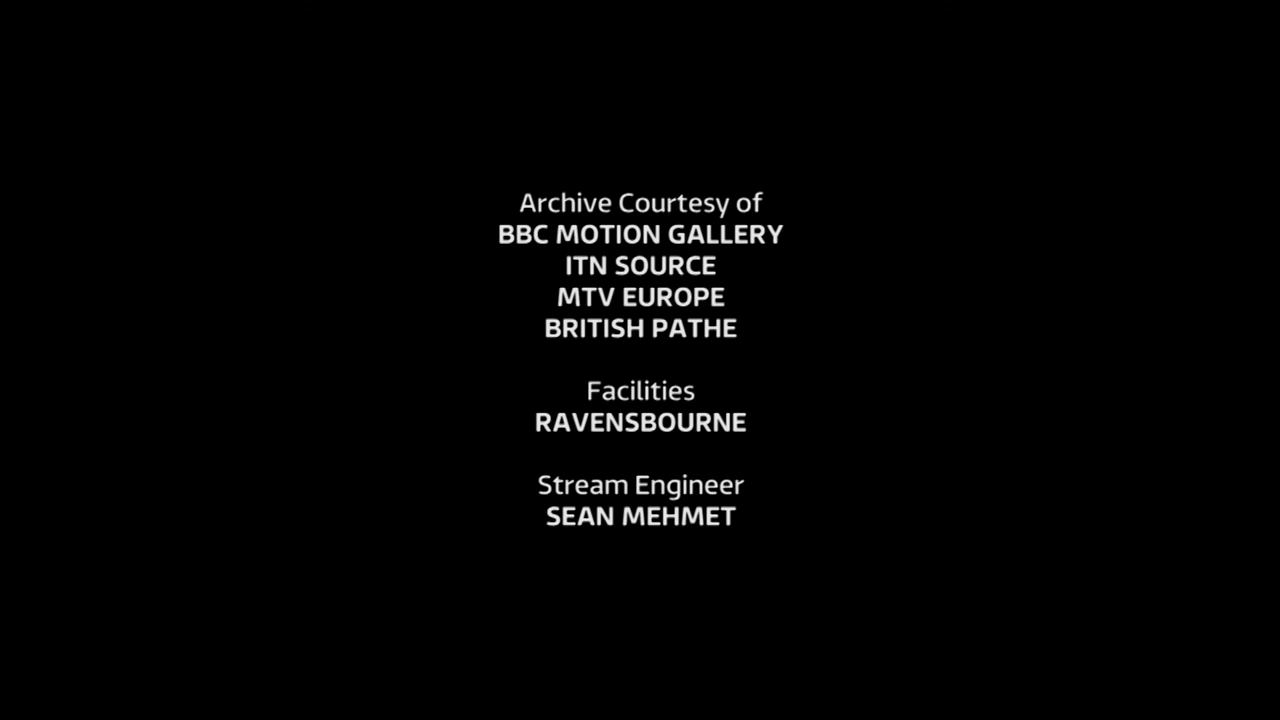 Archive Courtesy of
BBC MOTION GALLERY
ITN SOURCE
MTV EUROPE
BRITISH PATHE
Facilities
RAVENSBOURNE
Stream Engineer
SEAN MEHMET